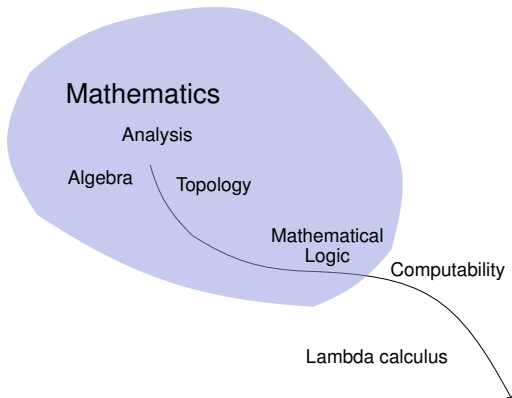 Mathematics
Analysis
Algebra
Topology
Mathematical
Logic
Computability
Lambda calculus